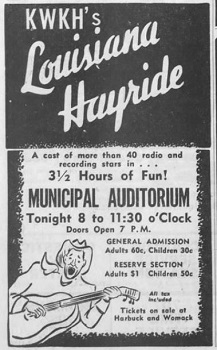 KWKH's
Louisiana
Hayride
A cast of more than 40 radio and
recording stars in . . .
3½ Hours of Fun!
MUNICIPAL AUDITORIUM
Tonight 8 to 11:30 o'Clock
Doors Open 7 P.M.
GENERAL ADMISSION
Adults 60c, Children 30c
RESERVE SECTION
Adults $1 Children 50c
All tax
included
Tickets on sale at
Harbuck and Womack